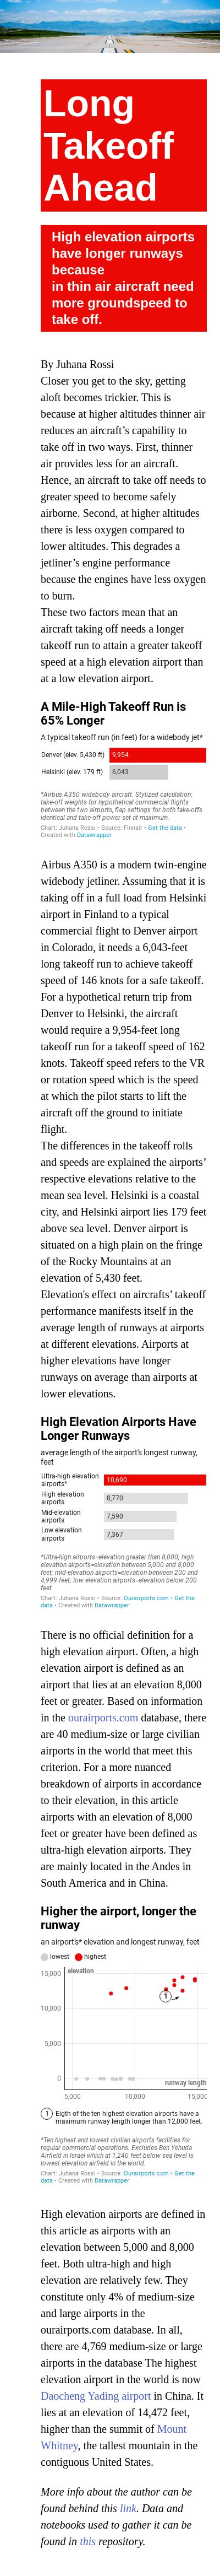 Long
Takeoff
Ahead
High elevation airports
have longer runways
because
in thin air aircraft need
more groundspeed to
take off.
By Juhana Rossi
Closer you get to the sky, getting
aloft becomes trickier. This is
because at higher altitudes thinner air
reduces an aircraft’s capability to
take off in two ways. First, thinner
air provides less for an aircraft.
Hence, an aircraft to take off needs to
greater speed to become safely
airborne. Second, at higher altitudes
there is less oxygen compared to
lower altitudes. This degrades a
jetliner’s engine performance
because the engines have less oxygen
to burn.
These two factors mean that an
aircraft taking off needs a longer
takeoff run to attain a greater takeoff
speed at a high elevation airport than
at a low elevation airport.
A Mile-High Takeoff Run is
65% Longer
A typical takeoff run (in feet) for a widebody jet*
Denver (elev. 5,430 ft) 9,954
Helsinki (elev. 179 ft) 6,043
*Airbus A350 widebody aircraft. Stylized calculation:
take-off weights for hypothetical commercial flights
between the two airports, flap settings for both take-offs
identical and take-off power set at maximum.
Chart: Juhana Rossi • Source: Finnair • Get the data •
Created with Datawrapper
Airbus A350 is a modern twin-engine
widebody jetliner. Assuming that it is
taking off in a full load from Helsinki
airport in Finland to a typical
commercial flight to Denver airport
in Colorado, it needs a 6,043-feet
long takeoff run to achieve takeoff
speed of 146 knots for a safe takeoff.
For a hypothetical return trip from
Denver to Helsinki, the aircraft
would require a 9,954-feet long
takeoff run for a takeoff speed of 162
knots. Takeoff speed refers to the VR
or rotation speed which is the speed
at which the pilot starts to lift the
aircraft off the ground to initiate
flight.
The differences in the takeoff rolls
and speeds are explained the airports’
respective elevations relative to the
mean sea level. Helsinki is a coastal
city, and Helsinki airport lies 179 feet
above sea level. Denver airport is
situated on a high plain on the fringe
of the Rocky Mountains at an
elevation of 5,430 feet.
Elevation's effect on aircrafts’ takeoff
performance manifests itself in the
average length of runways at airports
at different elevations. Airports at
higher elevations have longer
runways on average than airports at
lower elevations.
High Elevation Airports Have
Longer Runways
average length of the airport's longest runway,
feet
Ultra-high elevation
airports* 10,690
High elevation
airports 8,770
Mid-elevation
airports 7,590
Low elevation
airports 7,367
*Ultra-high airports=elevation greater than 8,000; high
elevation airports=elevation between 5,000 and 8,000
feet; mid-elevation airports=elevation between 200 and
4,999 feet; low elevation airports=elevation below 200
feet
Chart: Juhana Rossi • Source: Ourairports.com • Get the
data • Created with Datawrapper
There is no official definition for a
high elevation airport. Often, a high
elevation airport is defined as an
airport that lies at an elevation 8,000
feet or greater. Based on information
in the ourairports.com database, there
are 40 medium-size or large civilian
airports in the world that meet this
criterion. For a more nuanced
breakdown of airports in accordance
to their elevation, in this article
airports with an elevation of 8,000
feet or greater have been defined as
ultra-high elevation airports. They
are mainly located in the Andes in
South America and in China.
Higher the airport, longer the
runway
an airport's* elevation and longest runway, feet
lowest highest
15,000 elevation
10,000
5,000
0
1
runway length
5,000 10,000 15,000
1 Eigth of the ten highest elevation airports have a
maximum runway length longer than 12,000 feet.
*Ten highest and lowest civilian airports facilities for
regular commercial operations. Excludes Ben Yehuda
Airfield in Israel which at 1,240 feet below sea level is
lowest elevation airfield in the world.
Chart: Juhana Rossi • Source: Ourairports.com • Get the
data • Created with Datawrapper
High elevation airports are defined in
this article as airports with an
elevation between 5,000 and 8,000
feet. Both ultra-high and high
elevation are relatively few. They
constitute only 4% of medium-size
and large airports in the
ourairports.com database. In all,
there are 4,769 medium-size or large
airports in the database The highest
elevation airport in the world is now
Daocheng Yading airport in China. It
lies at an elevation of 14,472 feet,
higher than the summit of Mount
Whitney, the tallest mountain in the
contiguous United States.
More info about the author can be
found behind this link. Data and
notebooks used to gather it can be
found in this repository.